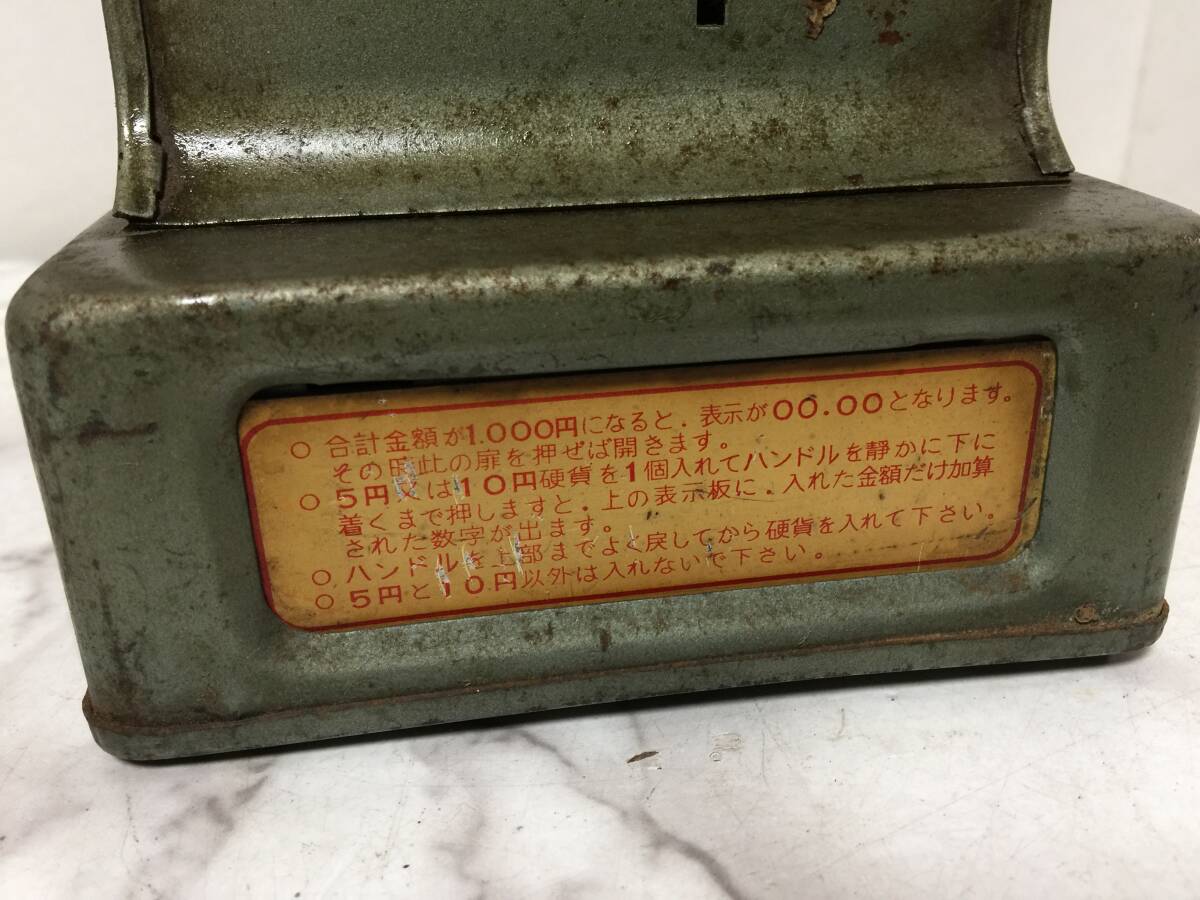 ○ 合計金額が1.000円になると．表示が00.00となります。
その時此の扉を押せば開きます。
○ 5円又は10円硬貨を1個入れてハンドルを靜かに下に
着くまで押しますと．上の表示板に．入れた金額だけ加算
された数字が出ます。
○ ハンドルを上部までよく戻してから硬貨を入れて下さい。
○ 5円と10円以外は入れないで下さい。